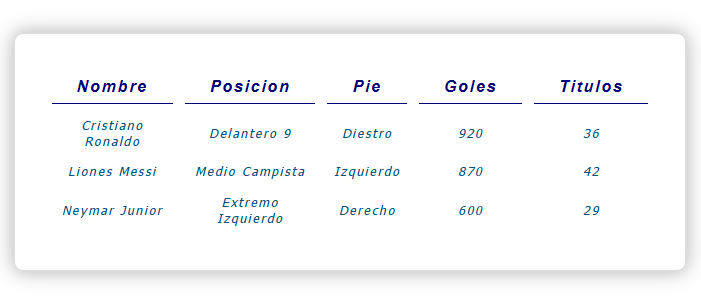 Nombre Posicion Pie Goles Titulos
Cristiano Ronaldo Delantero 9 Diestro 920 36
Liones Messi Medio Campista Izquierdo 870 42
Neymar Junior Extremo Izquierdo Derecho 600 29